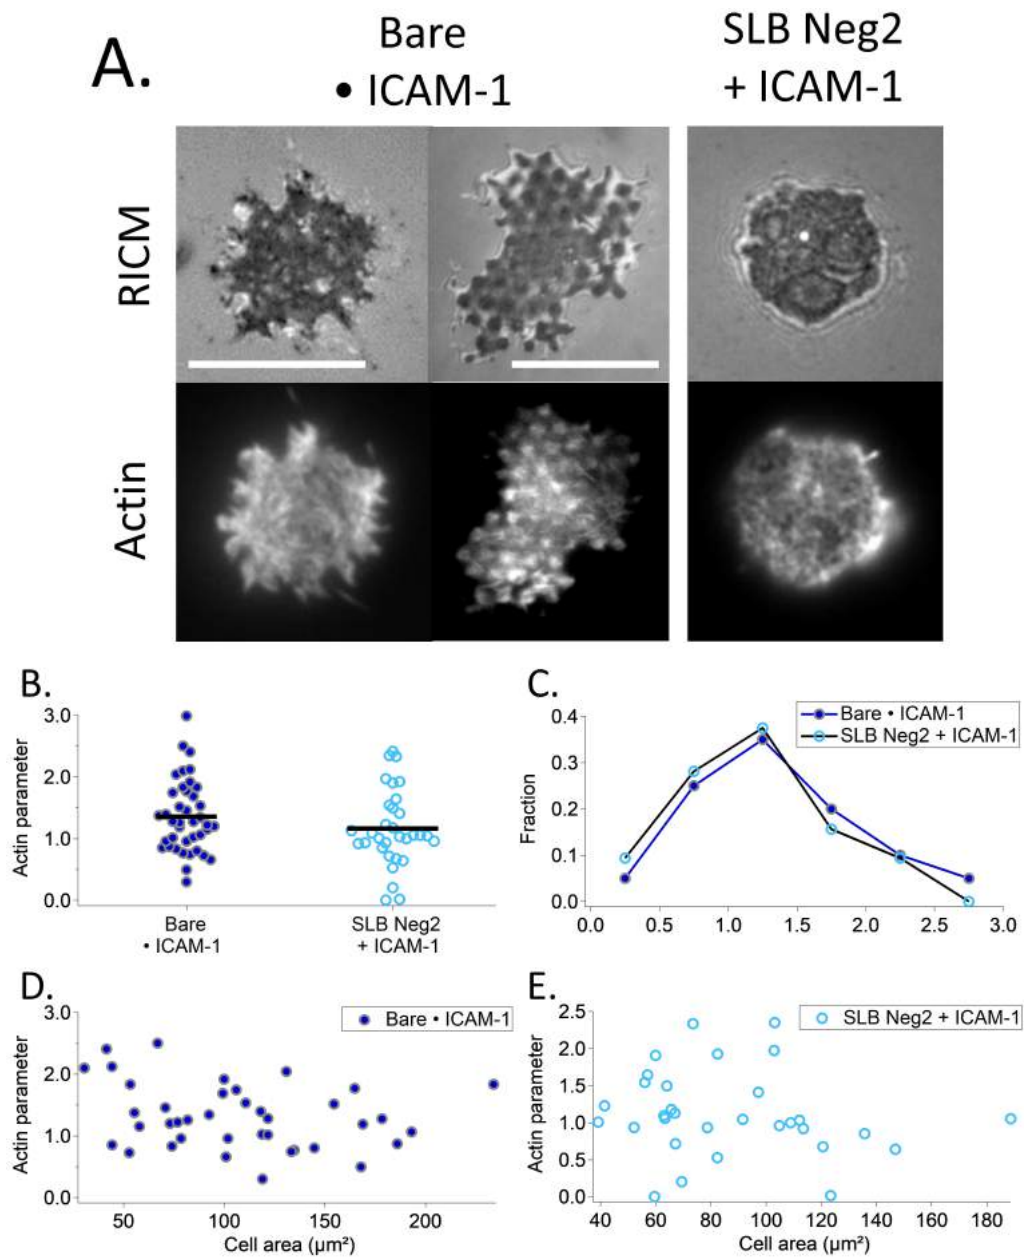 A.
Bare
• ICAM-1
SLB Neg2
+ ICAM-1
RICM
Actin
B.
Actin parameter
3.0
2.0
1.0
0.0
Bare
• ICAM-1
SLB Neg2
+ ICAM-1
C.
Fraction
0.4
0.3
0.2
0.1
0.0
0.0 0.5 1.0 1.5 2.0 2.5 3.0
Bare • ICAM-1
SLB Neg2 + ICAM-1
D.
Actin parameter
3.0
2.0
1.0
0.0
50 100 150 200
Cell area (µm²)
Bare • ICAM-1
E.
Actin parameter
2.5
2.0
1.5
1.0
0.5
0.0
40 60 80 100 120 140 160 180
Cell area (µm²)
SLB Neg2 + ICAM-1